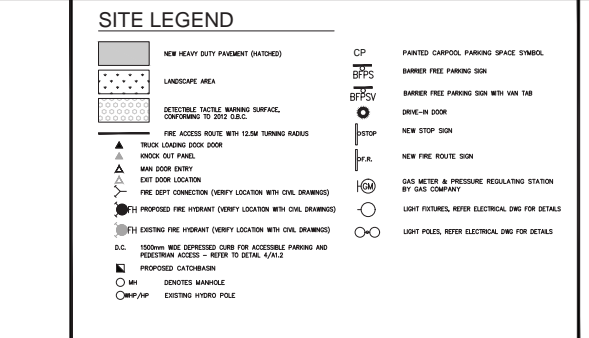 SITE LEGEND
NEW HEAVY DUTY PAVEMENT (HATCHED)
LANDSCAPE AREA
DETECTIBLE TACTILE WARNING SURFACE,
CONFORMING TO 2012 O.B.C.
FIRE ACCESS ROUTE WITH 12.5M TURNING RADIUS
TRUCK LOADING DOCK DOOR
KNOCK OUT PANEL
MAN DOOR ENTRY
EXIT DOOR LOCATION
FIRE DEPT CONNECTION (VERIFY LOCATION WITH CIVIL DRAWINGS)
FH PROPOSED FIRE HYDRANT (VERIFY LOCATION WITH CIVIL DRAWINGS)
FH EXISTING FIRE HYDRANT (VERIFY LOCATION WITH CIVIL DRAWINGS)
D.C. 1500mm WIDE DEPRESSED CURB FOR ACCESSIBLE PARKING AND
PEDESTRIAN ACCESS - REFER TO DETAIL 4/A1.2
PROPOSED CATCHBASIN
MH DENOTES MANHOLE
WHP/HP EXISTING HYDRO POLE
CP PAINTED CARPOOL PARKING SPACE SYMBOL
BFPS BARRIER FREE PARKING SIGN
BFPSV BARRIER FREE PARKING SIGN WITH VAN TAB
DRIVE-IN DOOR
STOP NEW STOP SIGN
F.R. NEW FIRE ROUTE SIGN
GM GAS METER & PRESSURE REGULATING STATION
BY GAS COMPANY
LIGHT FIXTURES, REFER ELECTRICAL DWG FOR DETAILS
LIGHT POLES, REFER ELECTRICAL DWG FOR DETAILS